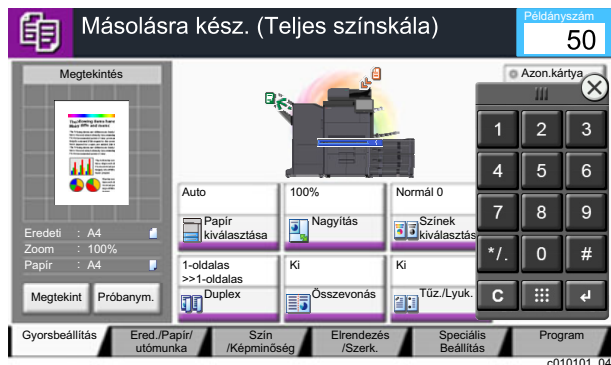 Másolásra kész. (Teljes színskála)
Példányszám
50
Megtekintés
Azon.kártya
Eredeti : A4
Zoom : 100%
Papír : A4
Megtekint
Próbanym.
Auto
Papír
kiválasztása
100%
Nagyítás
Normál 0
Színek
kiválasztás
1-oldalas
>>1-oldalas
Duplex
Ki
Összevonás
Ki
Tűz./Lyuk.
1 2 3
4 5 6
7 8 9
*/. 0 #
C
Gyorsbeállítás
Ered./Papír/
utómunka
Szín
/Képminőség
Elrendezés
/Szerk.
Speciális
Beállítás
Program
c010101_04